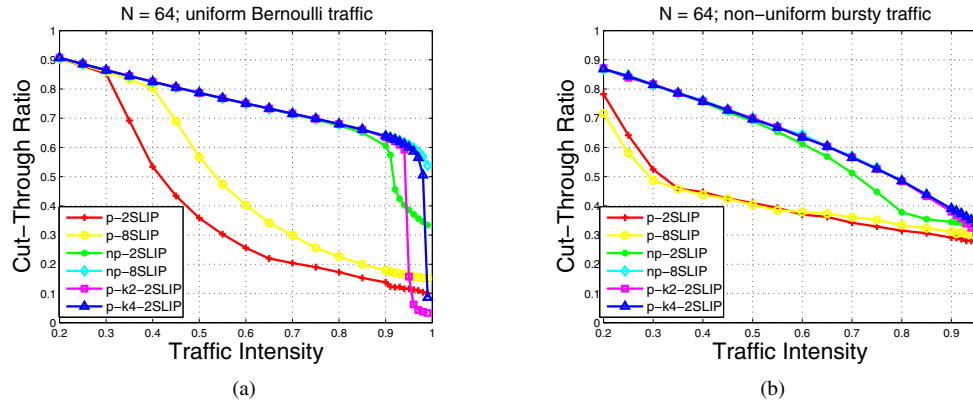 N = 64; uniform Bernoulli traffic
1
0.9
0.8
0.7
0.6
0.5
0.4
0.3
0.2
0.1
0
Cut−Through Ratio
p−2SLIP
p−8SLIP
np−2SLIP
np−8SLIP
p−k2−2SLIP
p−k4−2SLIP
0.2 0.3 0.4 0.5 0.6 0.7 0.8 0.9 1
Traffic Intensity
(a)
N = 64; non−uniform bursty traffic
1
0.9
0.8
0.7
0.6
0.5
0.4
0.3
0.2
0.1
0
Cut−Through Ratio
p−2SLIP
p−8SLIP
np−2SLIP
np−8SLIP
p−k2−2SLIP
p−k4−2SLIP
0.2 0.3 0.4 0.5 0.6 0.7 0.8 0.9
Traffic Intensity
(b)